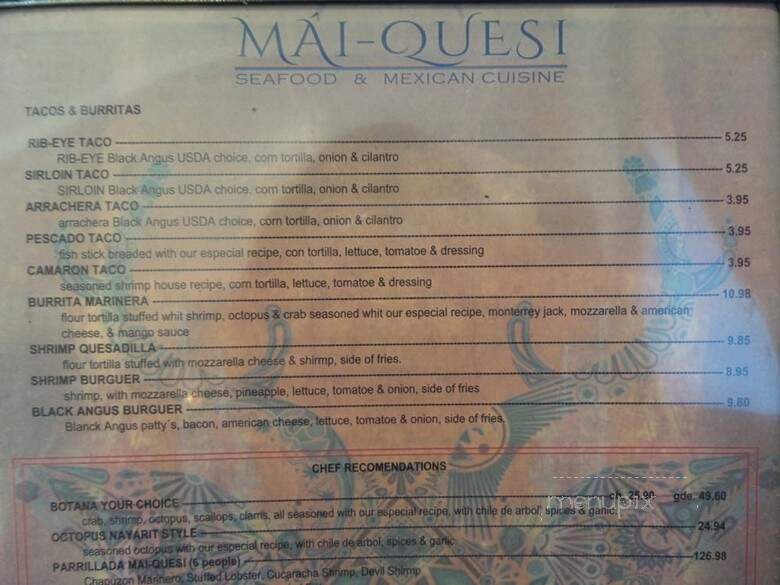 MÁI-QUESI
SEAFOOD & MEXICAN CUISINE
TACOS & BURRITAS
RIB-EYE TACO 5.25
RIB-EYE Black Angus USDA choice, corn tortilla, onion & cilantro
SIRLOIN TACO 5.25
SIRLOIN Black Angus USDA choice, corn tortilla, onion & cilantro
ARRACHERA TACO 3.95
arrachera Black Angus USDA choice, corn tortilla, onion & cilantro
PESCADO TACO 3.95
fish stick breaded with our especial recipe, con tortilla, lettuce, tomatoe & dressing
CAMARON TACO 3.95
seasoned shrimp house recipe, corn tortilla, lettuce, tomatoe & dressing
BURRITA MARINERA 10.98
flour tortilla stuffed whit shrimp, octopus & crab seasoned whit our especial recipe, monterrey jack, mozzarella & american
cheese, & mango sauce
SHRIMP QUESADILLA 9.85
flour tortilla stuffed with mozzarella cheese & shirmp, side of fries.
SHRIMP BURGUER 8.95
shrimp, with mozzarella cheese, pineapple, lettuce, tomatoe & onion, side of fries
BLACK ANGUS BURGUER 9.80
Blanck Angus patty´s, bacon, american cheese, lettuce, tomatoe & onion, side of fries.
CHEF RECOMENDATIONS
BOTANA YOUR CHOICE ch. 25.90 gde. 49.60
crab, shrimp, octopus, scallops, clams, all seasoned with our especial recipe, with chile de arbol, spices & garlic,
OCTOPUS NAYARIT STYLE 24.94
seasoned octopus with our especial recipe, with chile de arbol, spices & garlic
PARRILLADA MAI-QUESI (6 people) 126.98
Chapuzon Marinero, Stuffed Lobster, Cucaracha Shrimp, Devil Shirmp
menupix